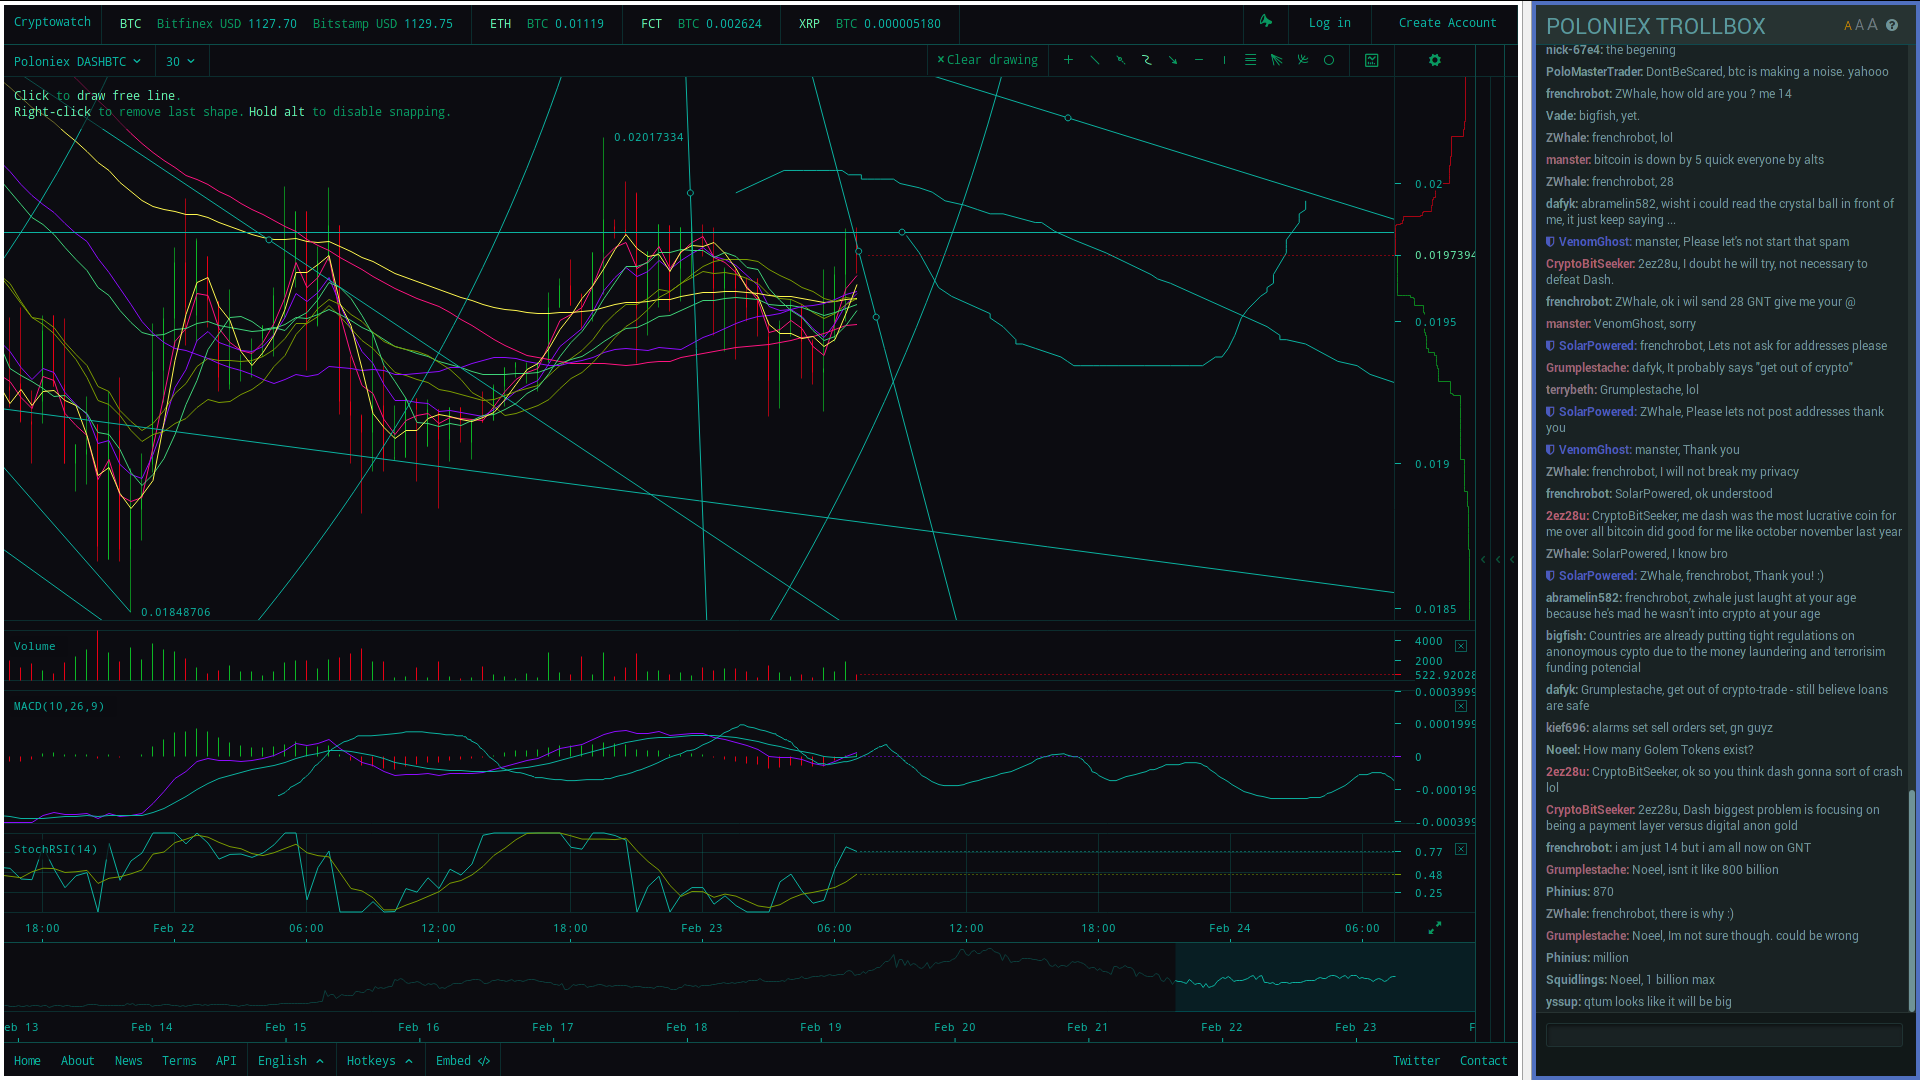 Cryptowatch
BTC Bitfinex USD 1127.70 Bitstamp USD 1129.75
ETH BTC 0.01119
FCT BTC 0.002624
XRP BTC 0.000005180
Log in
Create Account
Poloniex DASHBTC
30
×Clear drawing
Click to draw free line.
Right-click to remove last shape. Hold alt to disable snapping.
0.02017334
0.01848706
0.02
0.0197394
0.0195
0.019
0.0185
Volume
4000
2000
522.92028
MACD(10,26,9)
0.0003999
0.0001999
0
-0.000199
-0.000399
StochRSI(14)
0.77
0.48
0.25
18:00 Feb 22 06:00 12:00 18:00 Feb 23 06:00 12:00 18:00 Feb 24 06:00
eb 13 Feb 14 Feb 15 Feb 16 Feb 17 Feb 18 Feb 19 Feb 20 Feb 21 Feb 22 Feb 23 F
Home About News Terms API English Hotkeys Embed </>
Twitter Contact
POLONIEX TROLLBOX
A A A ?
nick-67e4: the begening
PoloMasterTrader: DontBeScared, btc is making a noise. yahooo
frenchrobot: ZWhale, how old are you ? me 14
Vade: bigfish, yet.
ZWhale: frenchrobot, lol
manster: bitcoin is down by 5 quick everyone by alts
ZWhale: frenchrobot, 28
dafyk: abramelin582, wisht i could read the crystal ball in front of
me, it just keep saying ...
VenomGhost: manster, Please let's not start that spam
CryptoBitSeeker: 2ez28u, I doubt he will try, not necessary to
defeat Dash.
frenchrobot: ZWhale, ok i wil send 28 GNT give me your @
manster: VenomGhost, sorry
SolarPowered: frenchrobot, Lets not ask for addresses please
Grumplestache: dafyk, It probably says "get out of crypto"
terrybeth: Grumplestache, lol
SolarPowered: ZWhale, Please lets not post addresses thank
you
VenomGhost: manster, Thank you
ZWhale: frenchrobot, I will not break my privacy
frenchrobot: SolarPowered, ok understood
2ez28u: CryptoBitSeeker, me dash was the most lucrative coin for
me over all bitcoin did good for me like october november last year
ZWhale: SolarPowered, I know bro
SolarPowered: ZWhale, frenchrobot, Thank you! :)
abramelin582: frenchrobot, zwhale just laught at your age
because he's mad he wasn't into crypto at your age
bigfish: Countries are already putting tight regulations on
anonoymous cypto due to the money laundering and terrorisim
funding potencial
dafyk: Grumplestache, get out of crypto-trade - still believe loans
are safe
kief696: alarms set sell orders set, gn guyz
Noeel: How many Golem Tokens exist?
2ez28u: CryptoBitSeeker, ok so you think dash gonna sort of crash
lol
CryptoBitSeeker: 2ez28u, Dash biggest problem is focusing on
being a payment layer versus digital anon gold
frenchrobot: i am just 14 but i am all now on GNT
Grumplestache: Noeel, isnt it like 800 billion
Phinius: 870
ZWhale: frenchrobot, there is why :)
Grumplestache: Noeel, Im not sure though. could be wrong
Phinius: million
Squidlings: Noeel, 1 billion max
yssup: qtum looks like it will be big